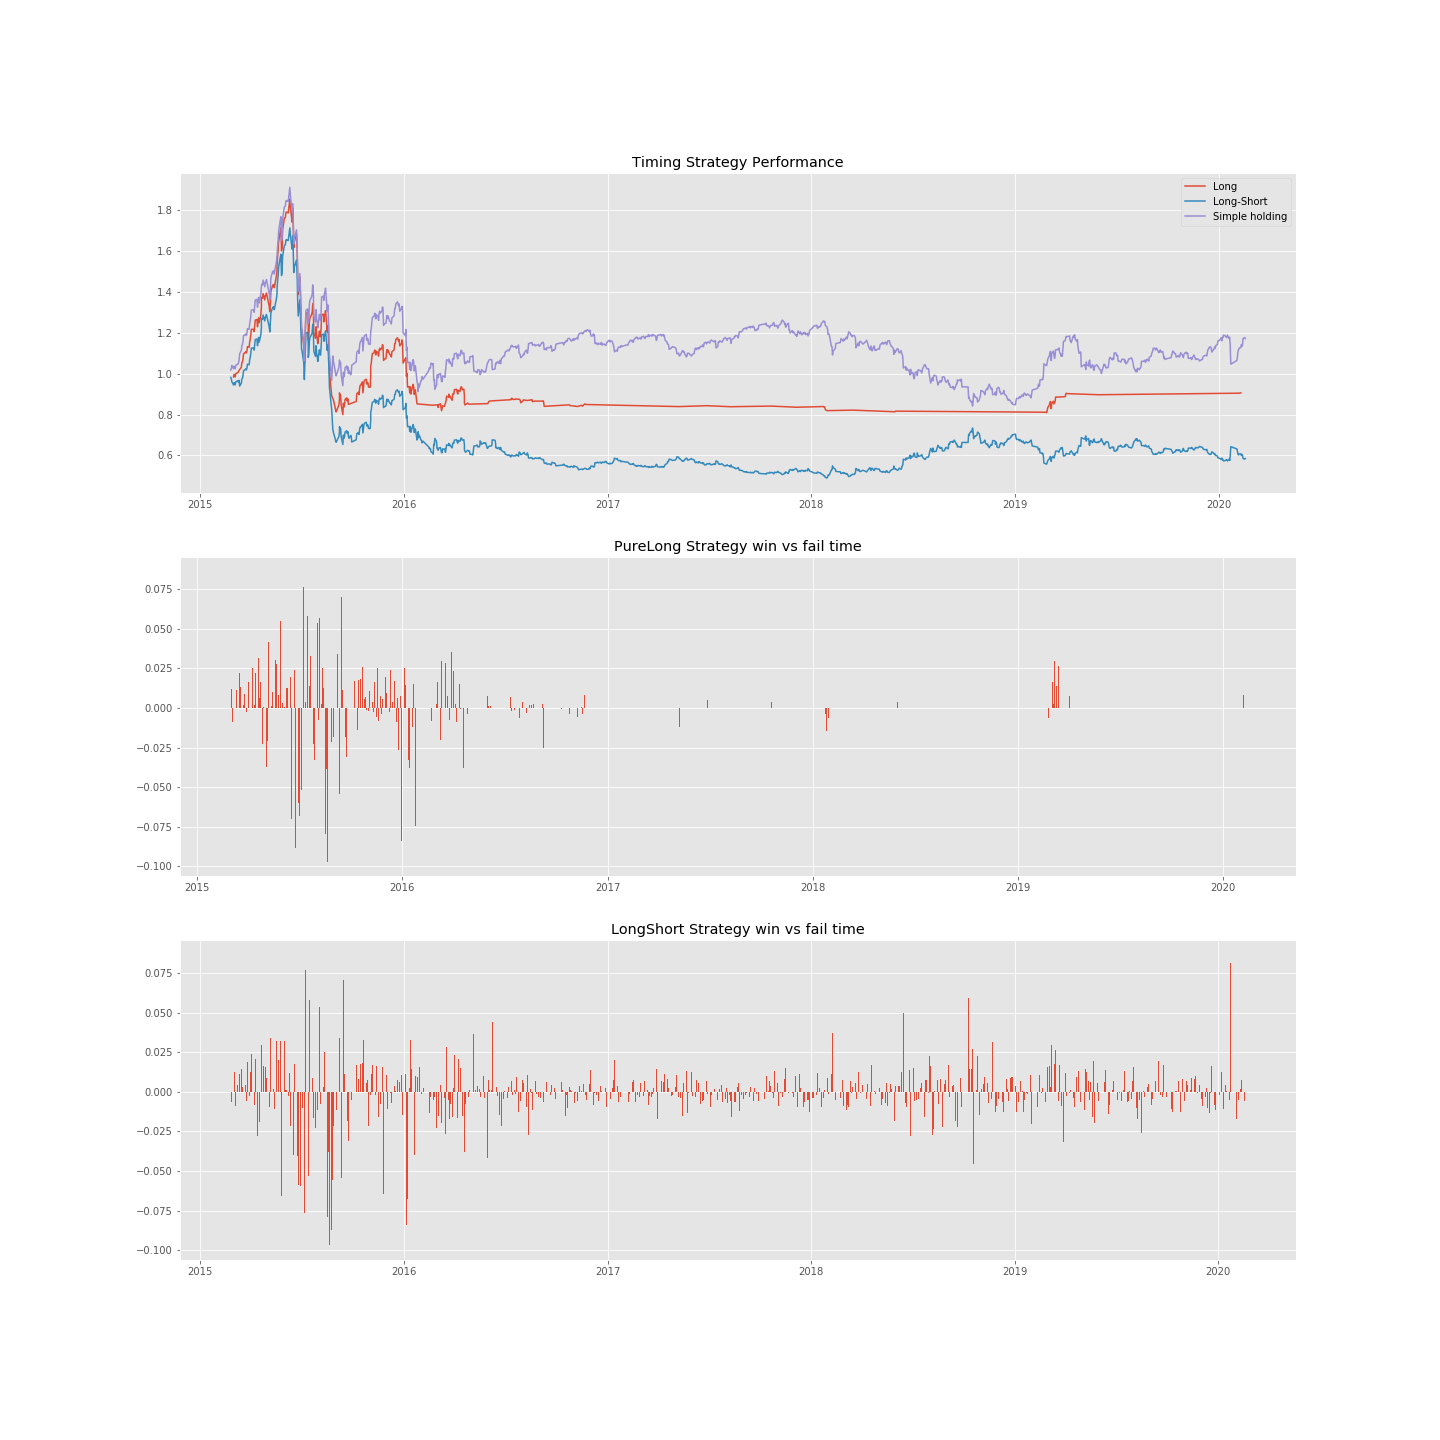 Timing Strategy Performance
Long
Long-Short
Simple holding
1.8
1.6
1.4
1.2
1.0
0.8
0.6
2015 2016 2017 2018 2019 2020
PureLong Strategy win vs fail time
0.075
0.050
0.025
0.000
−0.025
−0.050
−0.075
−0.100
2015 2016 2017 2018 2019 2020
LongShort Strategy win vs fail time
0.075
0.050
0.025
0.000
−0.025
−0.050
−0.075
−0.100
2015 2016 2017 2018 2019 2020